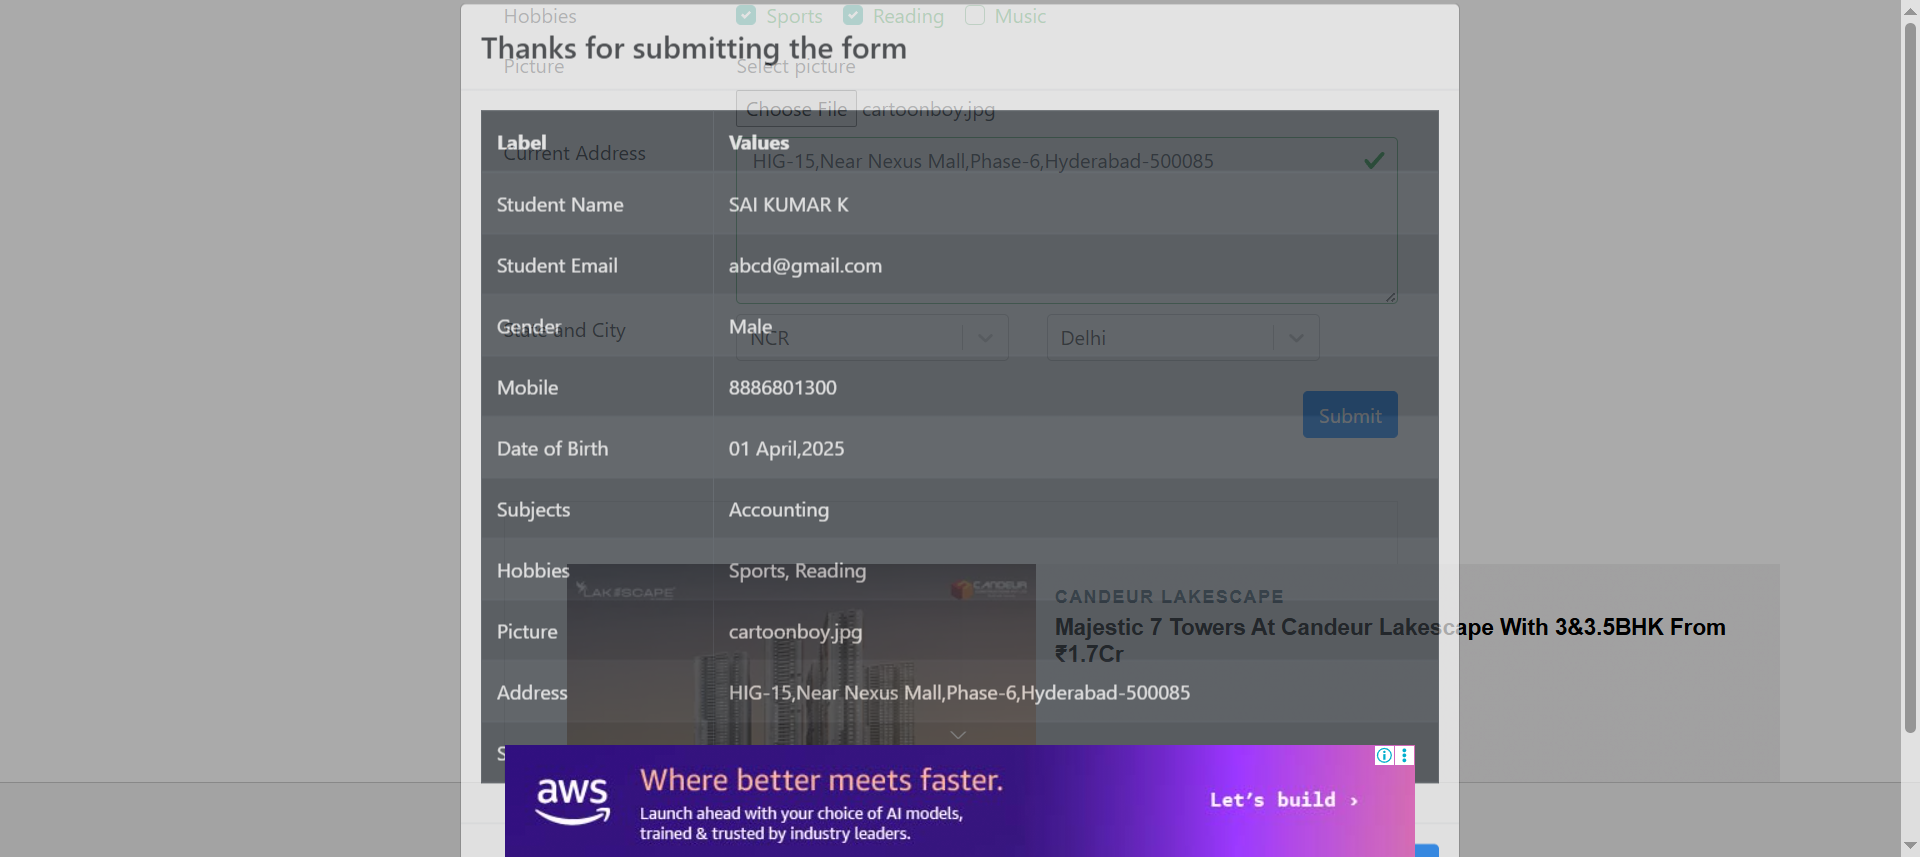 Hobbies Sports Reading Music
Thanks for submitting the form
Picture Select picture
Choose File cartoonboy.jpg
Label Values
Current Address HIG-15,Near Nexus Mall,Phase-6,Hyderabad-500085
Student Name SAI KUMAR K
Student Email abcd@gmail.com
Gender Male
State and City NCR Delhi
Mobile 8886801300
Submit
Date of Birth 01 April,2025
Subjects Accounting
Hobbies Sports, Reading
LAKESCAPE CANDEUR
CANDEUR LAKESCAPE
Majestic 7 Towers At Candeur Lakescape With 3&3.5BHK From
₹1.7Cr
Picture cartoonboy.jpg
Address HIG-15,Near Nexus Mall,Phase-6,Hyderabad-500085
S
aws
Where better meets faster.
Launch ahead with your choice of AI models,
trained & trusted by industry leaders.
Let's build ›